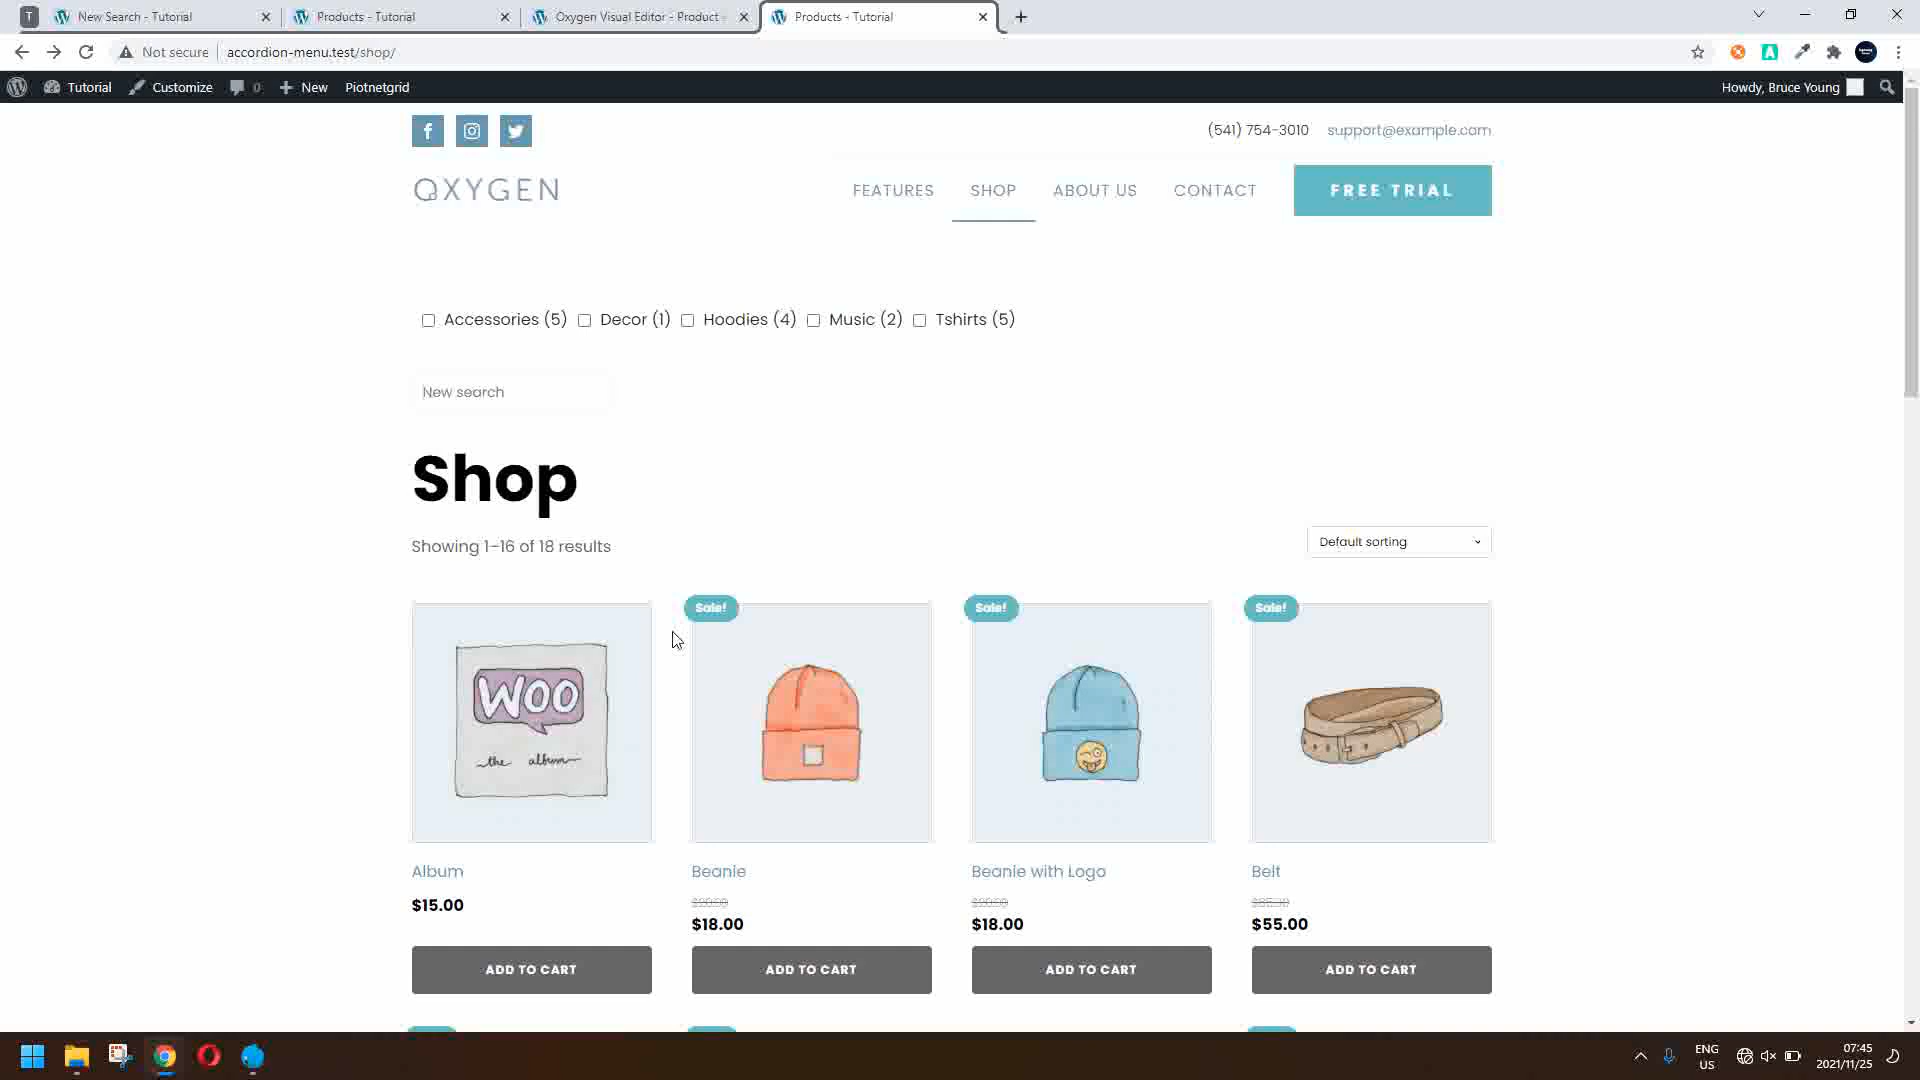 T New Search - Tutorial Products - Tutorial Oxygen Visual Editor - Product - Products - Tutorial
Not secure accordion-menu.test/shop/
Tutorial Customize 0 New Piotnetgrid Howdy, Bruce Young
(541) 754-3010 support@example.com
OXYGEN FEATURES SHOP ABOUT US CONTACT FREE TRIAL
Accessories (5) Decor (1) Hoodies (4) Music (2) Tshirts (5)
New search
Shop
Showing 1–16 of 18 results Default sorting
Sale! Sale! Sale!
WOO
the album
Album Beanie Beanie with Logo Belt
$15.00 $18.00 $18.00 $55.00
ADD TO CART ADD TO CART ADD TO CART ADD TO CART
ENG 07:45
US 2021/11/25